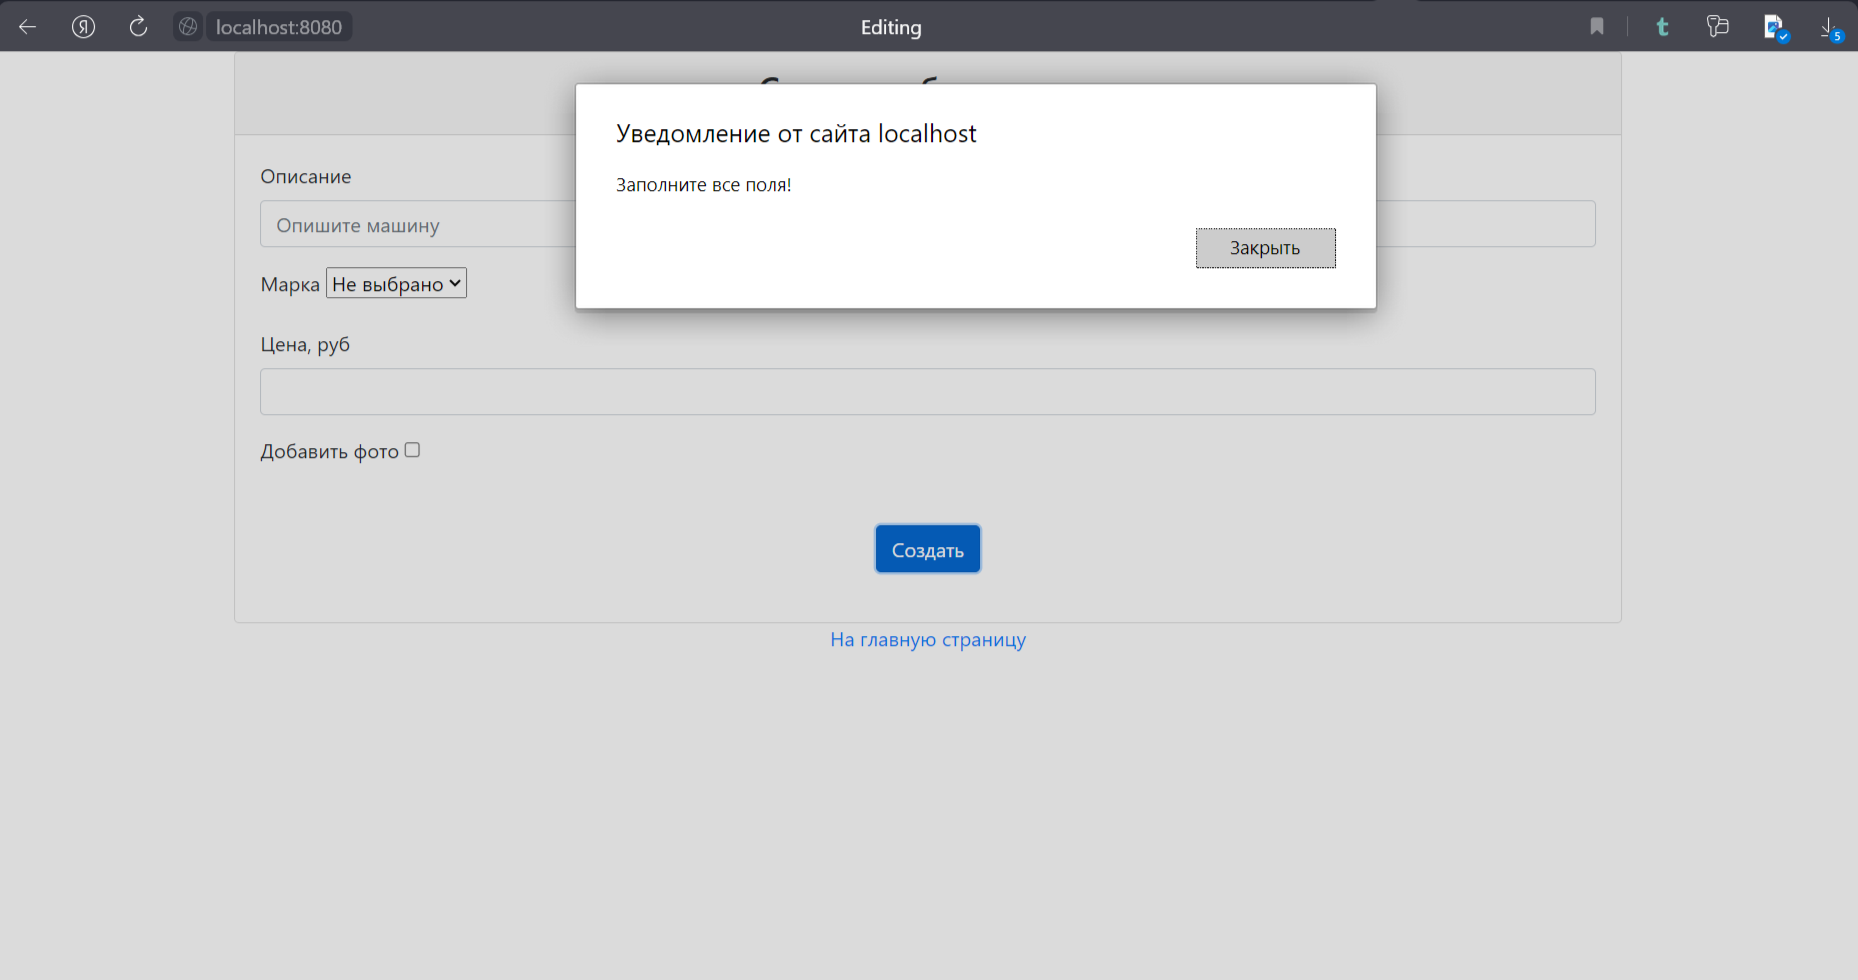 localhost:8080
Editing
5
Уведомление от сайта localhost
Заполните все поля!
Закрыть
Описание
Опишите машину
Марка Не выбрано
Цена, руб
Добавить фото
Создать
На главную страницу